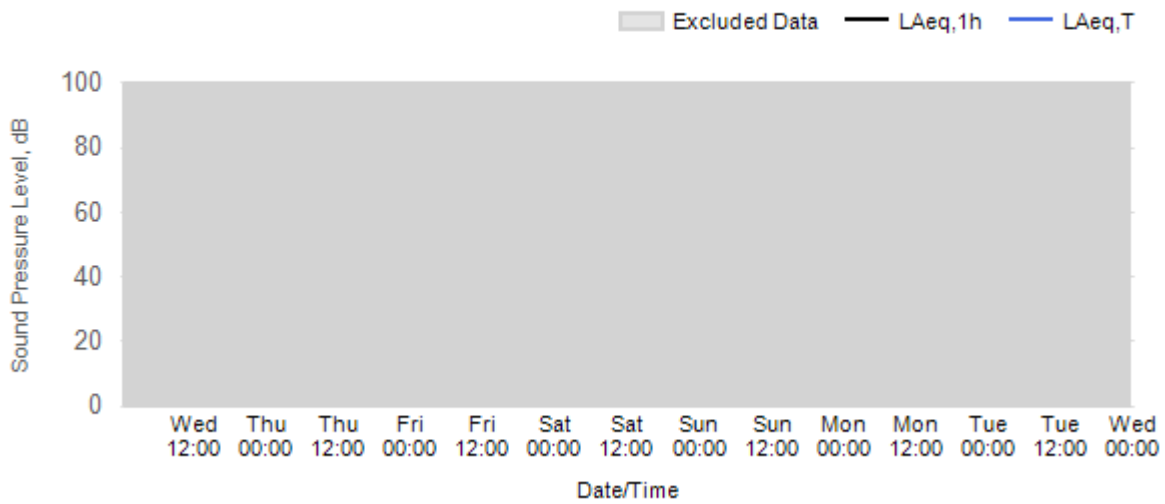 Excluded Data LAeq,1h LAeq,T
Sound Pressure Level, dB
100
80
60
40
20
0
Wed Thu Thu Fri Fri Sat Sat Sun Sun Mon Mon Tue Tue Wed
12:00 00:00 12:00 00:00 12:00 00:00 12:00 00:00 12:00 00:00 12:00 00:00 12:00 00:00
Date/Time